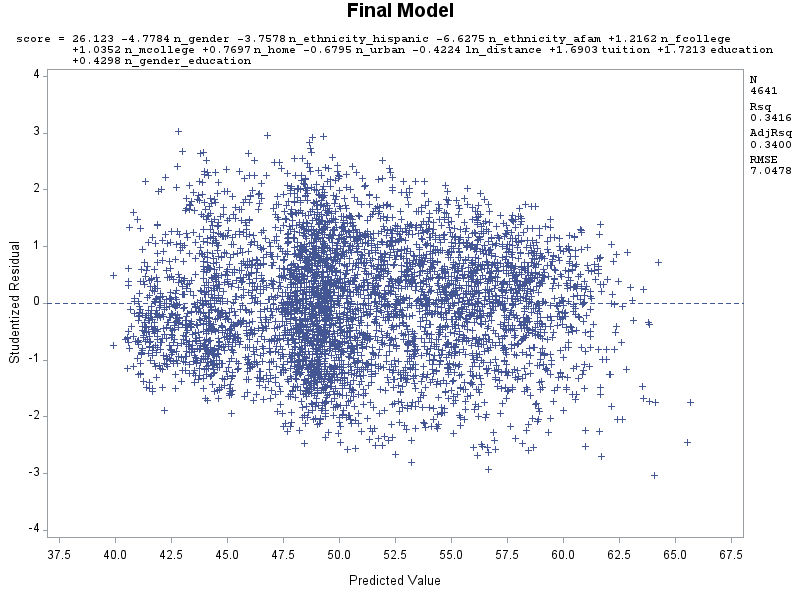 Final Model
score = 26.123 -4.7784 n_gender -3.7578 n_ethnicity_hispanic -6.6275 n_ethnicity_afam +1.2162 n_fcollege
+1.0352 n_mcollege +0.7697 n_home -0.6795 n_urban -0.4224 ln_distance +1.6903 tuition +1.7213 education
+0.4298 n_gender_education
N
4641
Rsq
0.3416
AdjRsq
0.3400
RMSE
7.0478
4
3
2
1
0
-1
-2
-3
-4
Studentized Residual
37.5 40.0 42.5 45.0 47.5 50.0 52.5 55.0 57.5 60.0 62.5 65.0 67.5
Predicted Value